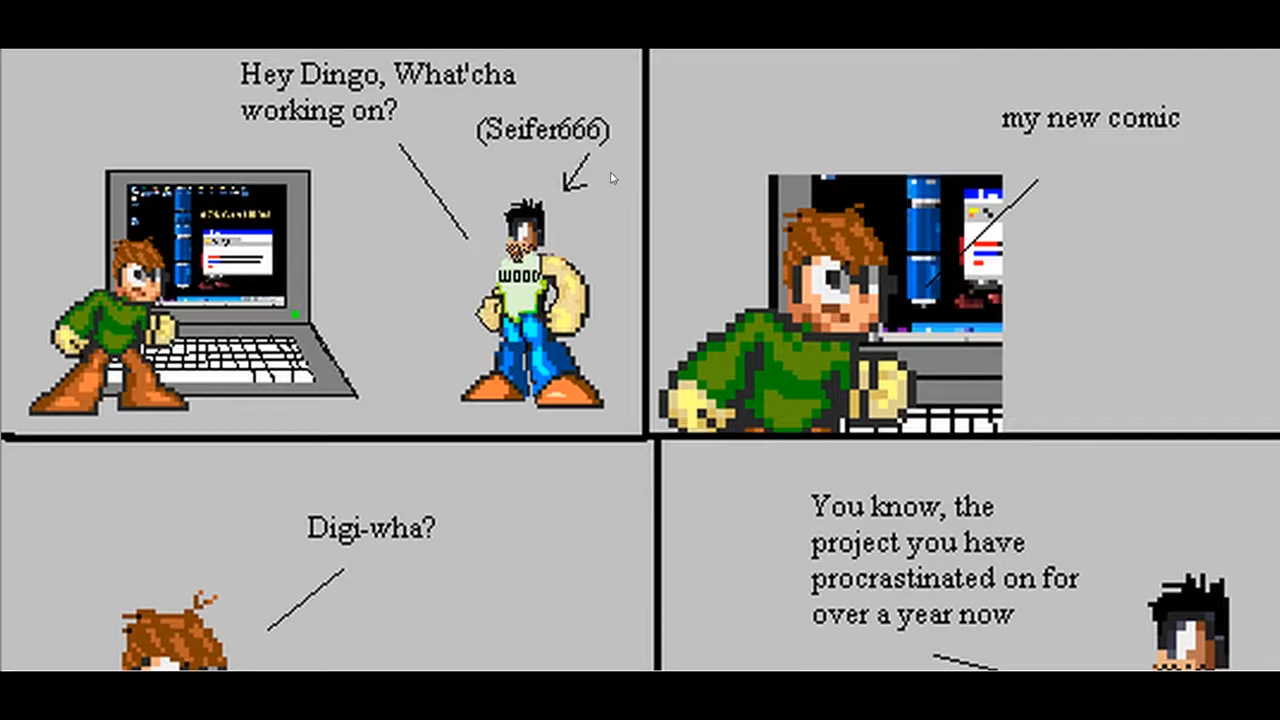 Hey Dingo, What'cha
working on?
(Seifer666)
WOOD
my new comic
Digi-wha?
You know, the
project you have
procrastinated on for
over a year now